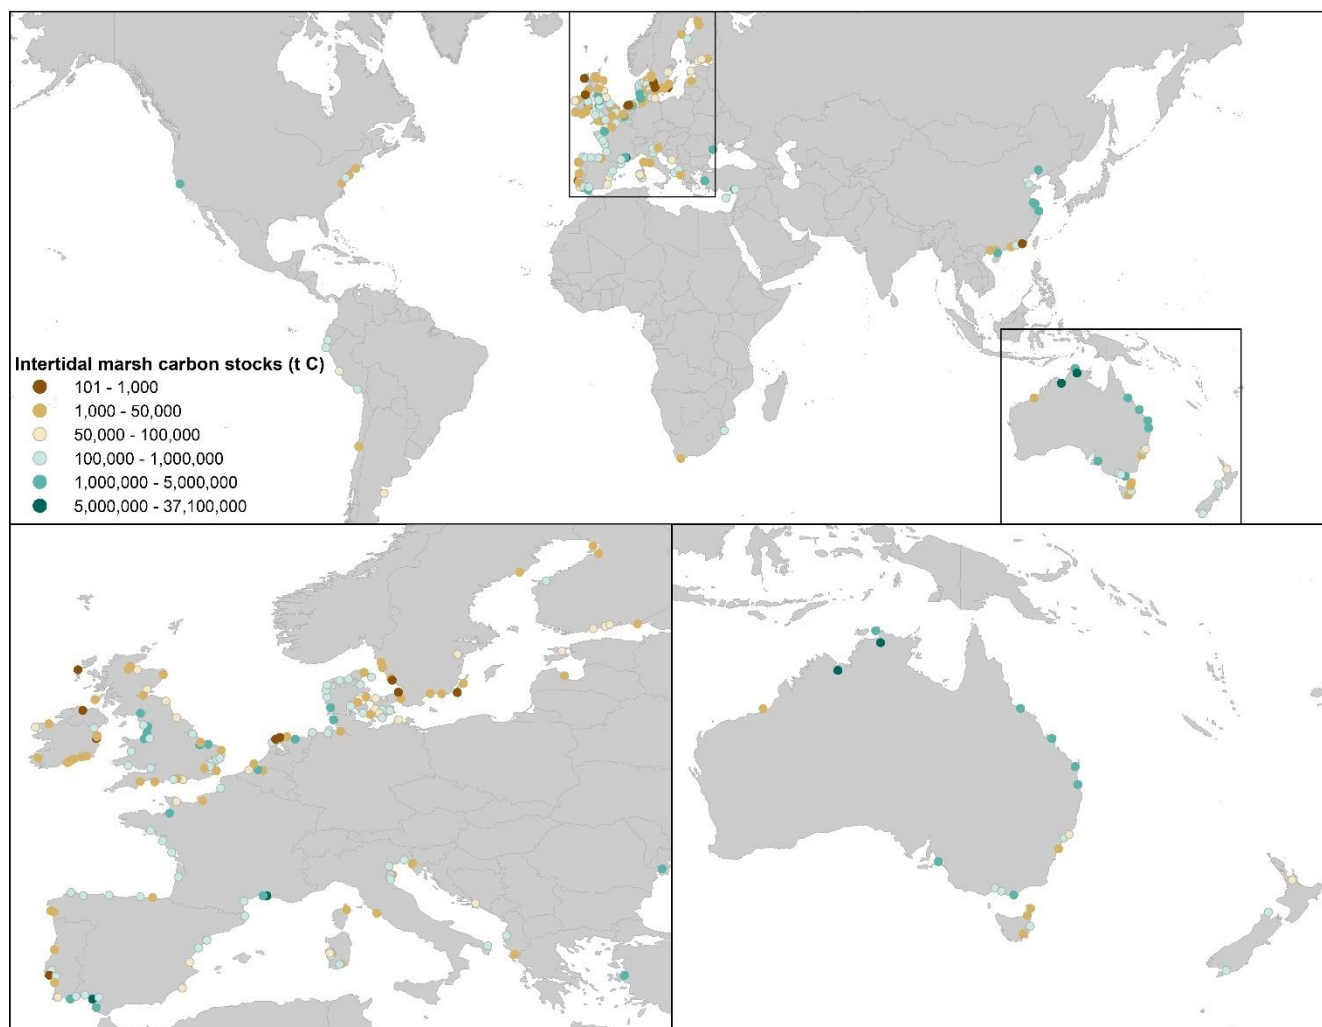 Intertidal marsh carbon stocks (t C)
101 - 1,000
1,000 - 50,000
50,000 - 100,000
100,000 - 1,000,000
1,000,000 - 5,000,000
5,000,000 - 37,100,000